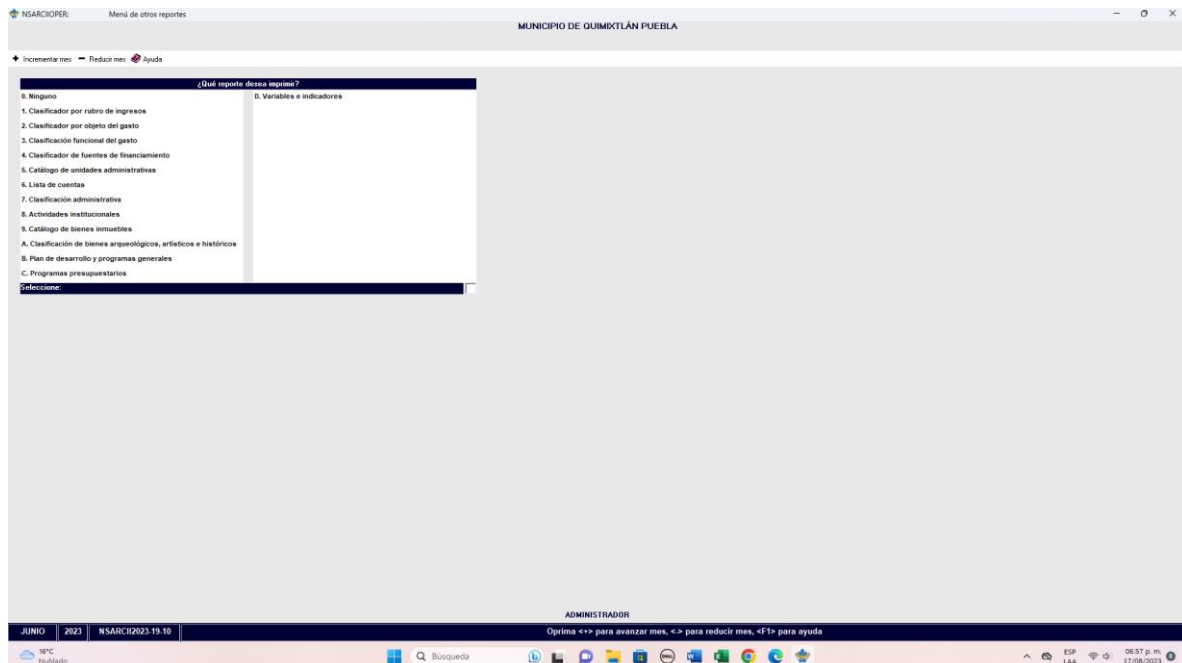 NSARCIIOPER: Menú de otros reportes
MUNICIPIO DE QUIMIXTLÁN PUEBLA
Incrementar mes Reducir mes Ayuda
¿Qué reporte desea imprimir?
0. Ninguno
1. Clasificador por rubro de ingresos
2. Clasificador por objeto del gasto
3. Clasificación funcional del gasto
4. Clasificador de fuentes de financiamiento
5. Catálogo de unidades administrativas
6. Lista de cuentas
7. Clasificación administrativa
8. Actividades institucionales
9. Catálogo de bienes inmuebles
A. Clasificación de bienes arqueológicos, artísticos e históricos
B. Plan de desarrollo y programas generales
C. Programas presupuestarios
D. Variables e indicadores
Seleccione:
ADMINISTRADOR
JUNIO 2023 NSARCII2023-19-10 Oprima <+> para avanzar mes, <-> para reducir mes, <F1> para ayuda
16°C
Nublado
Búsqueda
ESP
LAA
06:57 p. m.
17/08/2023